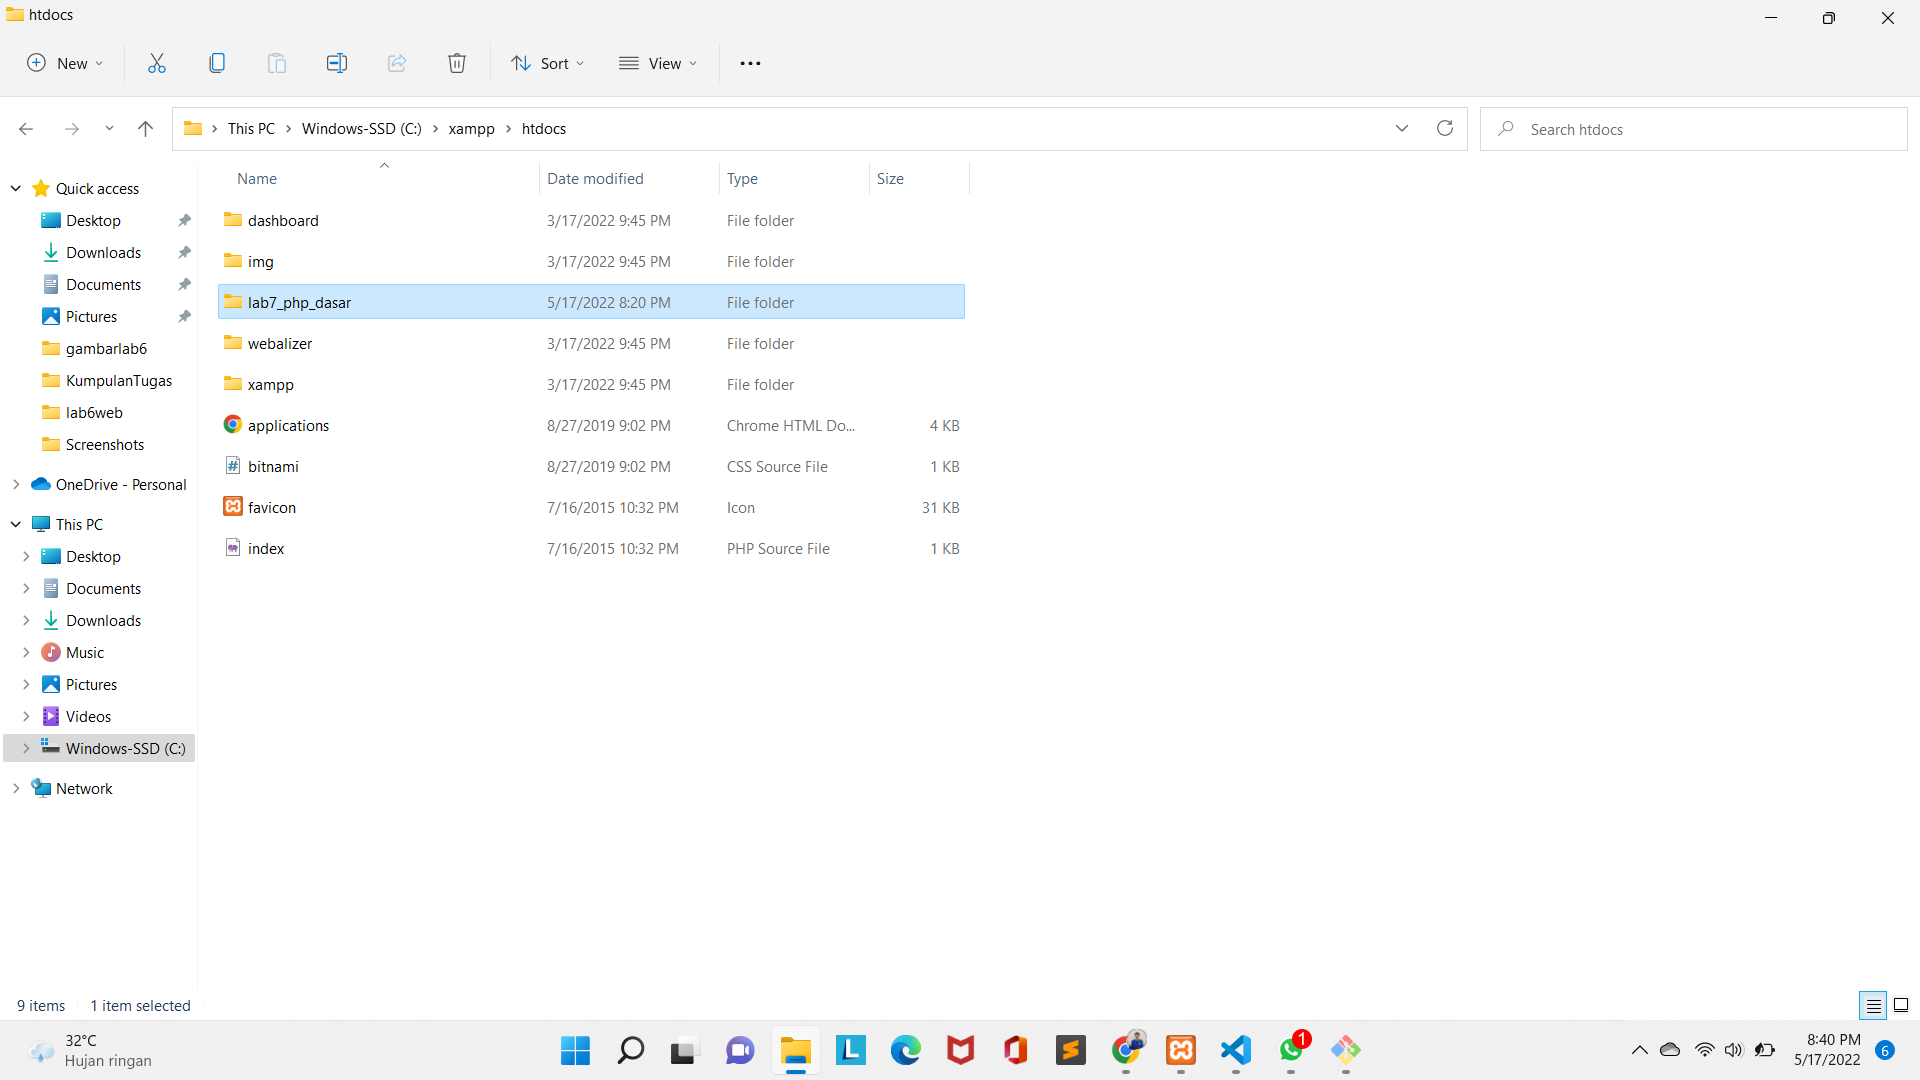 htdocs
New
Sort
View
This PC
Windows-SSD (C:)
xampp
htdocs
Search htdocs
Quick access
Desktop
Downloads
Documents
Pictures
gambarlab6
KumpulanTugas
lab6web
Screenshots
OneDrive - Personal
This PC
Desktop
Documents
Downloads
Music
Pictures
Videos
Windows-SSD (C:)
Network
Name Date modified Type Size
dashboard 3/17/2022 9:45 PM File folder
img 3/17/2022 9:45 PM File folder
lab7_php_dasar 5/17/2022 8:20 PM File folder
webalizer 3/17/2022 9:45 PM File folder
xampp 3/17/2022 9:45 PM File folder
applications 8/27/2019 9:02 PM Chrome HTML Do... 4 KB
bitnami 8/27/2019 9:02 PM CSS Source File 1 KB
favicon 7/16/2015 10:32 PM Icon 31 KB
index 7/16/2015 10:32 PM PHP Source File 1 KB
9 items 1 item selected
32°C
Hujan ringan
L
1
8:40 PM
5/17/2022
6